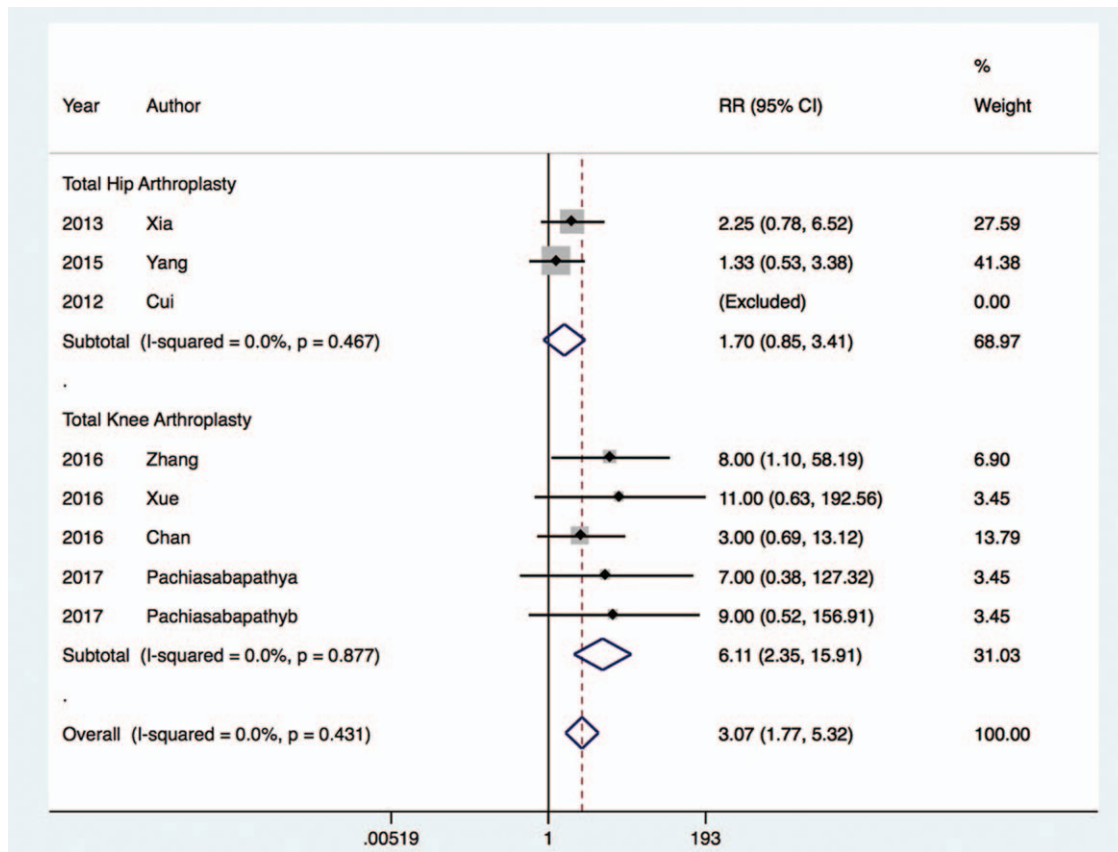 %
Year Author RR (95% CI) Weight
Total Hip Arthroplasty
2013 Xia 2.25 (0.78, 6.52) 27.59
2015 Yang 1.33 (0.53, 3.38) 41.38
2012 Cui (Excluded) 0.00
Subtotal (I-squared = 0.0%, p = 0.467) 1.70 (0.85, 3.41) 68.97
.
Total Knee Arthroplasty
2016 Zhang 8.00 (1.10, 58.19) 6.90
2016 Xue 11.00 (0.63, 192.56) 3.45
2016 Chan 3.00 (0.69, 13.12) 13.79
2017 Pachiasabapathya 7.00 (0.38, 127.32) 3.45
2017 Pachiasabapathyb 9.00 (0.52, 156.91) 3.45
Subtotal (I-squared = 0.0%, p = 0.877) 6.11 (2.35, 15.91) 31.03
.
Overall (I-squared = 0.0%, p = 0.431) 3.07 (1.77, 5.32) 100.00
.00519 1 193